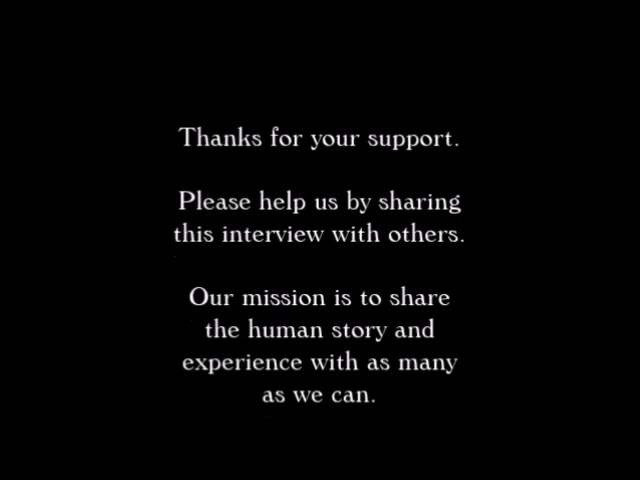 Thanks for your support.
Please help us by sharing
this interview with others.
Our mission is to share
the human story and
experience with as many
as we can.